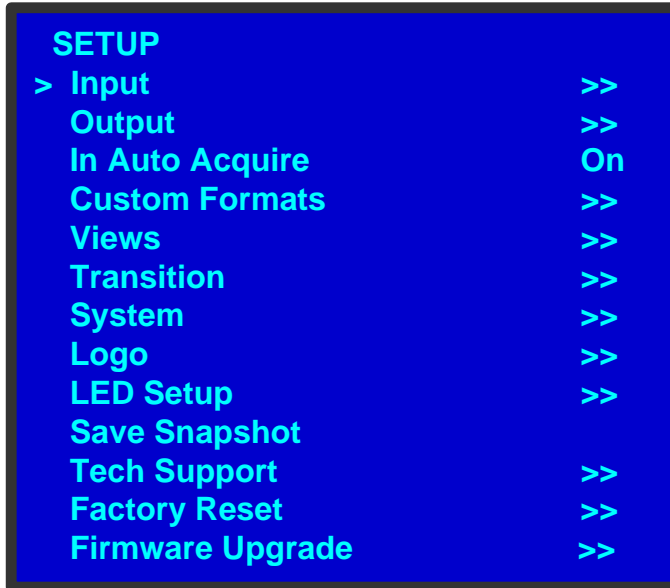 SETUP
> Input >>
Output >>
In Auto Acquire On
Custom Formats >>
Views >>
Transition >>
System >>
Logo >>
LED Setup >>
Save Snapshot
Tech Support >>
Factory Reset >>
Firmware Upgrade >>